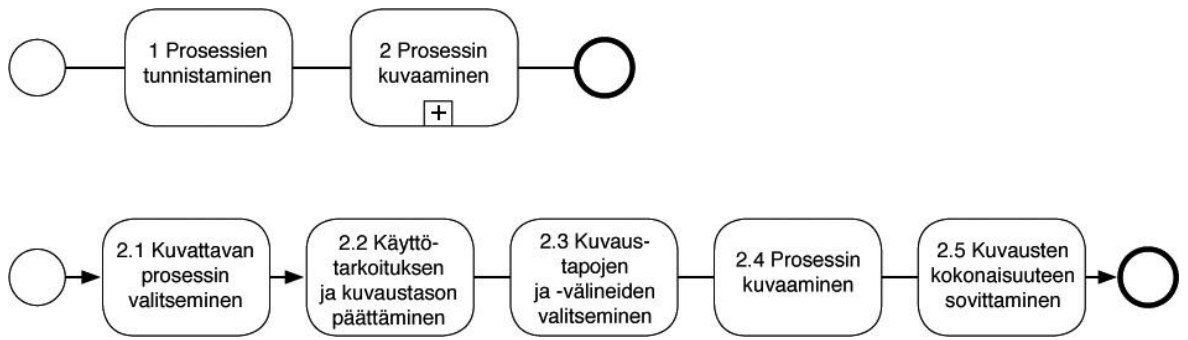 1 Prosessien
tunnistaminen
2 Prosessin
kuvaaminen
2.1 Kuvattavan
prosessin
valitseminen
2.2 Käyttö-
tarkoituksen
ja kuvaustason
päättäminen
2.3 Kuvaus-
tapojen
ja -välineiden
valitseminen
2.4 Prosessin
kuvaaminen
2.5 Kuvausten
kokonaisuuteen
sovittaminen